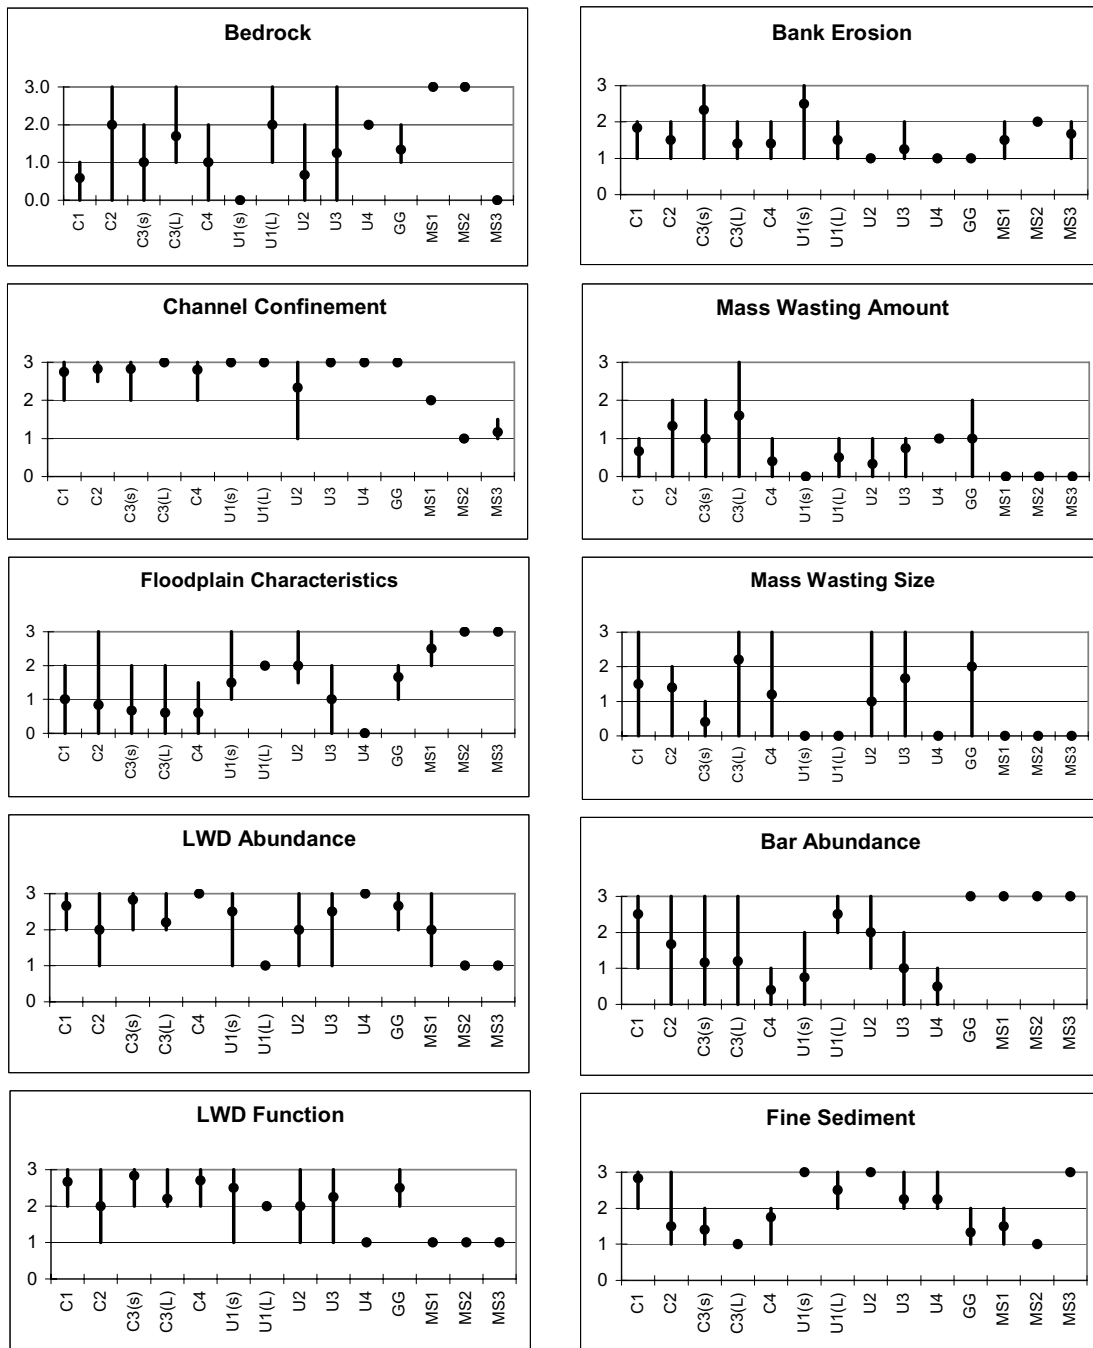 Bedrock
3.0
2.0
1.0
0.0
C1 C2 C3(s) C3(L) C4 U1(s) U1(L) U2 U3 U4 GG MS1 MS2 MS3
Bank Erosion
3
2
1
0
C1 C2 C3(s) C3(L) C4 U1(s) U1(L) U2 U3 U4 GG MS1 MS2 MS3
Channel Confinement
3
2
1
0
C1 C2 C3(s) C3(L) C4 U1(s) U1(L) U2 U3 U4 GG MS1 MS2 MS3
Mass Wasting Amount
3
2
1
0
C1 C2 C3(s) C3(L) C4 U1(s) U1(L) U2 U3 U4 GG MS1 MS2 MS3
Floodplain Characteristics
3
2
1
0
C1 C2 C3(s) C3(L) C4 U1(s) U1(L) U2 U3 U4 GG MS1 MS2 MS3
Mass Wasting Size
3
2
1
0
C1 C2 C3(s) C3(L) C4 U1(s) U1(L) U2 U3 U4 GG MS1 MS2 MS3
LWD Abundance
3
2
1
0
C1 C2 C3(s) C3(L) C4 U1(s) U1(L) U2 U3 U4 GG MS1 MS2 MS3
Bar Abundance
3
2
1
0
C1 C2 C3(s) C3(L) C4 U1(s) U1(L) U2 U3 U4 GG MS1 MS2 MS3
LWD Function
3
2
1
0
C1 C2 C3(s) C3(L) C4 U1(s) U1(L) U2 U3 U4 GG MS1 MS2 MS3
Fine Sediment
3
2
1
0
C1 C2 C3(s) C3(L) C4 U1(s) U1(L) U2 U3 U4 GG MS1 MS2 MS3